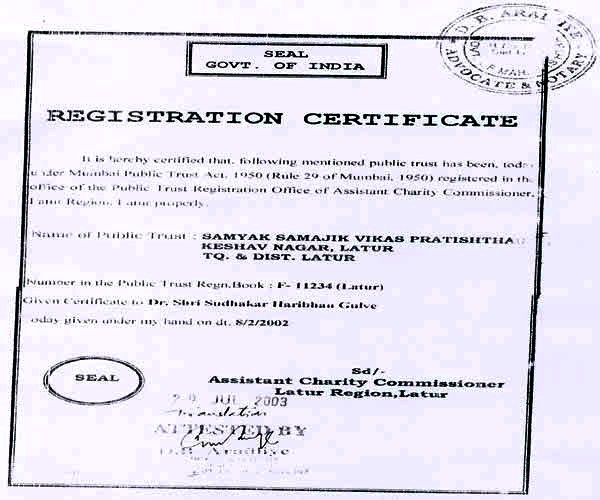 D. R. ARA
ADVOCATE & NOTARY
SEAL
GOVT. OF INDIA
REGISTRATION CERTIFICATE
It is hereby certified that, following mentioned public trust has been, tod
under Mumbai Public Trust Act, 1950 (Rule 29 of Mumbai, 1950) registered in th
office of the Public Trust Registration Office of Assistant Charity Commissioner,
Latur Region, Latur properly.
Name of Public Trust : SAMYAK SAMAJIK VIKAS PRATISHTHA
KESHAV NAGAR, LATUR
TQ. & DIST. LATUR
Number in the Public Trust Regn.Book : F- 11234 (Latur)
Given Certificate to Dr. Shri Sudhakar Haribhau Gulve
oday given under my hand on dt. 8/2/2002
SEAL
Sd/-
Assistant Charity Commissioner
Latur Region,Latur
29 JUL 2003
Translation
ATTESTED BY
D.R. Aradhye